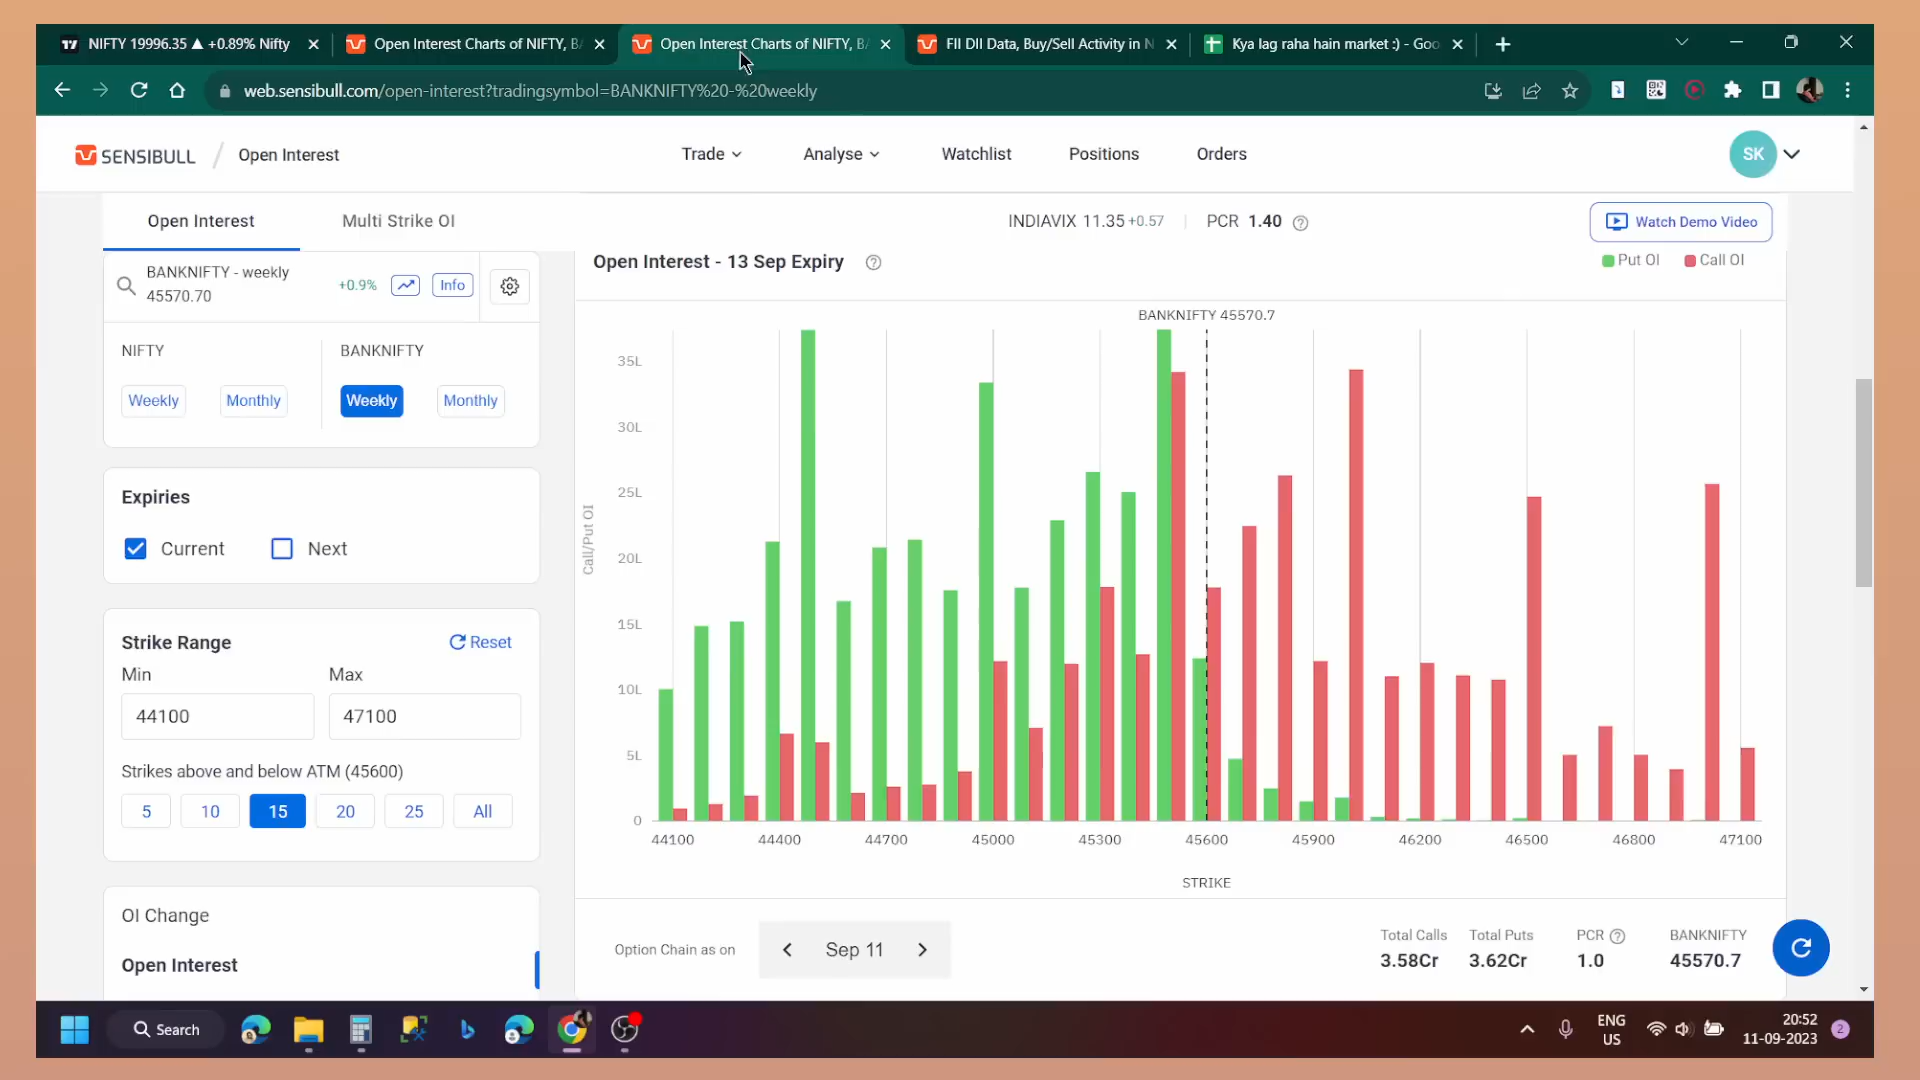 NIFTY 19996.35 ▲ +0.89% Nifty
Open Interest Charts of NIFTY, B
Open Interest Charts of NIFTY, B
FII DII Data, Buy/Sell Activity in N
Kya lag raha hain market :) - Goo
web.sensibull.com/open-interest?tradingsymbol=BANKNIFTY%20-%20weekly
SENSIBULL / Open Interest
Trade
Analyse
Watchlist
Positions
Orders
SK
Open Interest
Multi Strike OI
INDIAVIX 11.35 +0.57
PCR 1.40
Watch Demo Video
BANKNIFTY - weekly
45570.70
+0.9%
Info
NIFTY
BANKNIFTY
Weekly
Monthly
Weekly
Monthly
Expiries
Current
Next
Strike Range
Reset
Min
Max
44100
47100
Strikes above and below ATM (45600)
5
10
15
20
25
All
OI Change
Open Interest
Open Interest - 13 Sep Expiry
Put OI
Call OI
BANKNIFTY 45570.7
35L
30L
25L
20L
15L
10L
5L
0
Call/Put OI
44100
44400
44700
45000
45300
45600
45900
46200
46500
46800
47100
STRIKE
Option Chain as on
Sep 11
Total Calls
3.58Cr
Total Puts
3.62Cr
PCR
1.0
BANKNIFTY
45570.7
Search
ENG
US
20:52
11-09-2023
2